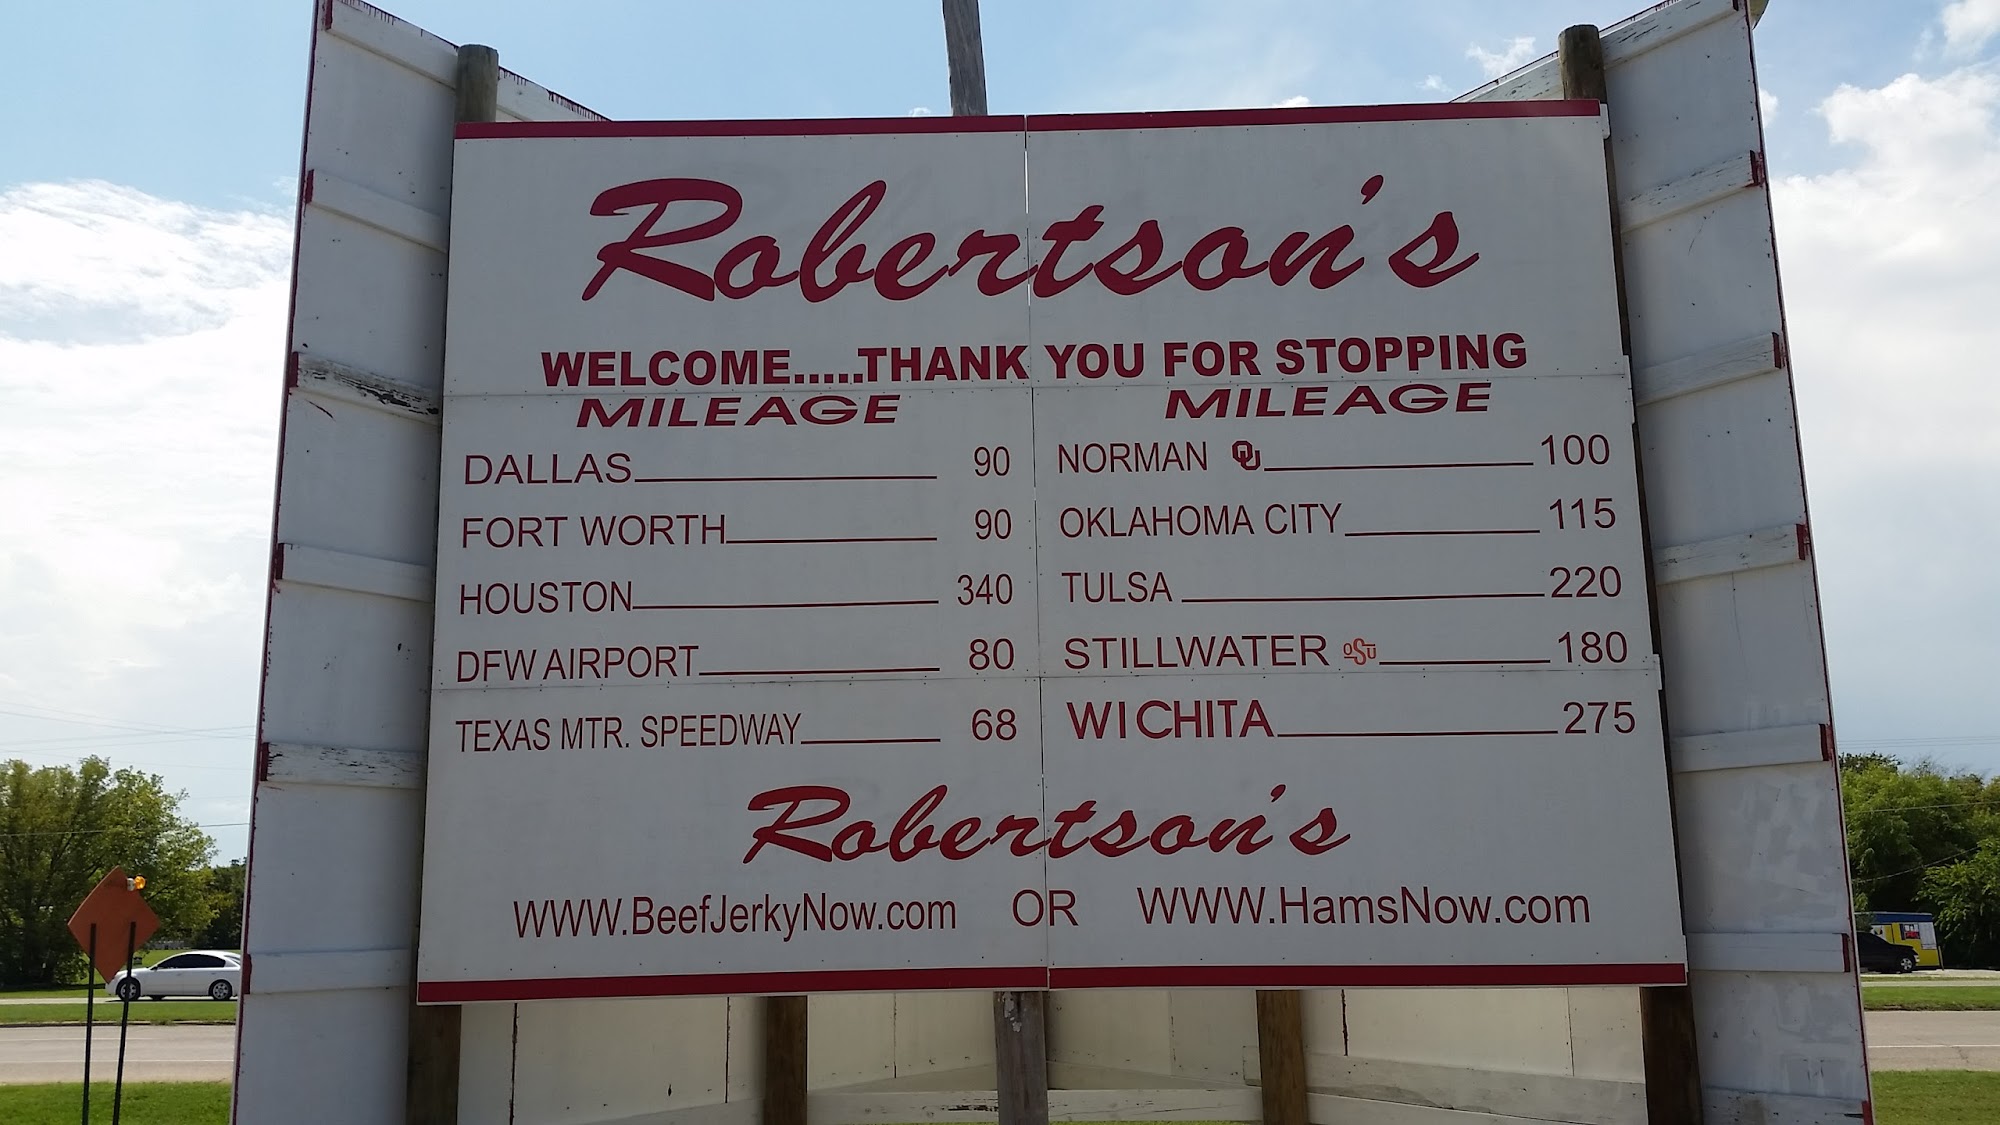 Robertson's
WELCOME.....THANK YOU FOR STOPPING
MILEAGE
DALLAS 90
FORT WORTH 90
HOUSTON 340
DFW AIRPORT 80
TEXAS MTR. SPEEDWAY 68
MILEAGE
NORMAN OU 100
OKLAHOMA CITY 115
TULSA 220
STILLWATER OSU 180
WICHITA 275
Robertson's
WWW.BeefJerkyNow.com OR WWW.HamsNow.com